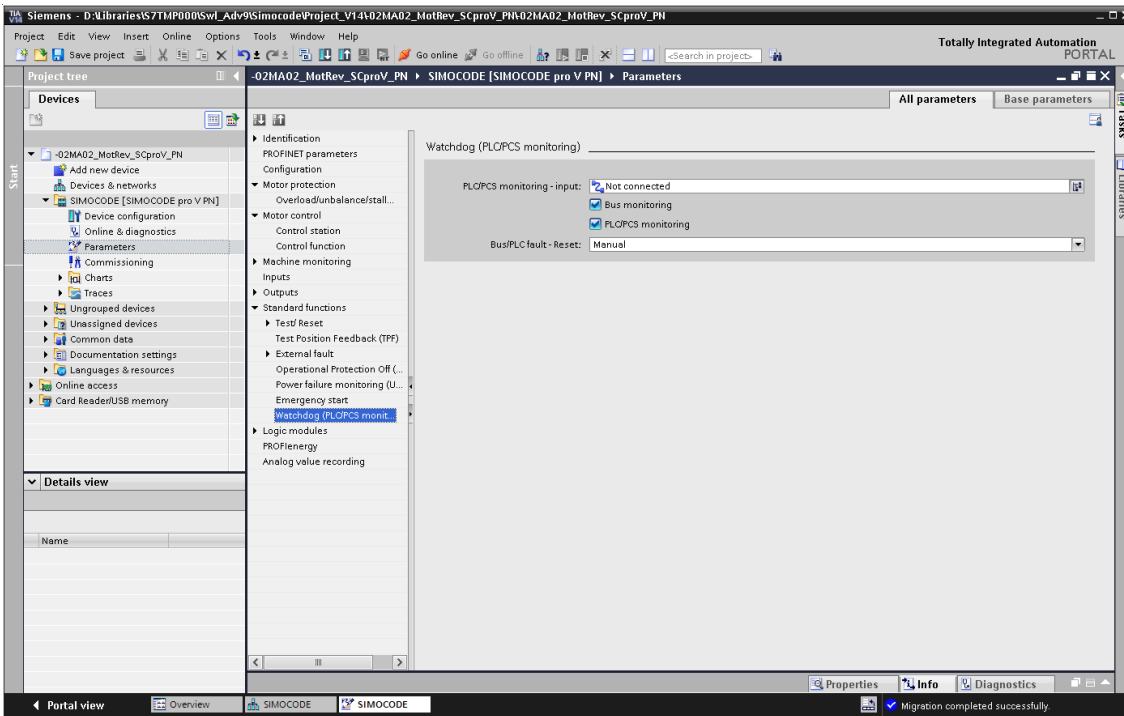 Siemens - D:\Libraries\S7TMP000\Swl_Adv9\Simocode\Project_V14\-02MA02_MotRev_SCproV_PN\-02MA02_MotRev_SCproV_PN
Project Edit View Insert Online Options Tools Window Help
Totally Integrated Automation
PORTAL
Save project
Go online
Go offline
<Search in project>
Project tree
-02MA02_MotRev_SCproV_PN
SIMOCODE [SIMOCODE pro V PN]
Parameters
Devices
All parameters
Base parameters
Start
Tasks
Libraries
-02MA02_MotRev_SCproV_PN
Add new device
Devices & networks
SIMOCODE [SIMOCODE pro V PN]
Device configuration
Online & diagnostics
Parameters
Commissioning
Charts
Traces
Ungrouped devices
Unassigned devices
Common data
Documentation settings
Languages & resources
Online access
Card Reader/USB memory
Details view
Name
Identification
PROFINET parameters
Configuration
Motor protection
Overload/unbalance/stall...
Motor control
Control station
Control function
Machine monitoring
Inputs
Outputs
Standard functions
Test/ Reset
Test Position Feedback (TPF)
External fault
Operational Protection Off (...
Power failure monitoring (U...
Emergency start
Watchdog (PLC/PCS monit...
Logic modules
PROFIenergy
Analog value recording
Watchdog (PLC/PCS monitoring)
PLC/PCS monitoring - input: Not connected
Bus monitoring
PLC/PCS monitoring
Bus/PLC fault - Reset: Manual
Properties
Info
Diagnostics
Portal view
Overview
SIMOCODE
SIMOCODE
Migration completed successfully.